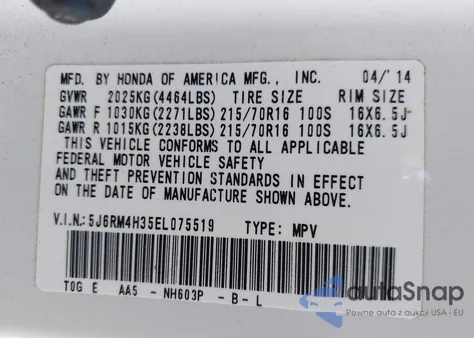 MFD. BY HONDA OF AMERICA MFG., INC. 04/'14
GVWR 2025KG(4464LBS) TIRE SIZE RIM SIZE
GAWR F 1030KG(2271LBS) 215/70R16 100S 16X6.5J
GAWR R 1015KG(2238LBS) 215/70R16 100S 16X6.5J
THIS VEHICLE CONFORMS TO ALL APPLICABLE
FEDERAL MOTOR VEHICLE SAFETY
AND THEFT PREVENTION STANDARDS IN EFFECT
ON THE DATE OF MANUFACTURE SHOWN ABOVE.
V.I.N.:5J6RM4H35EL075519 TYPE: MPV
T0G E AA5 - NH603P - B - L
autoSnap
Pewne auta z aukcji USA i EU